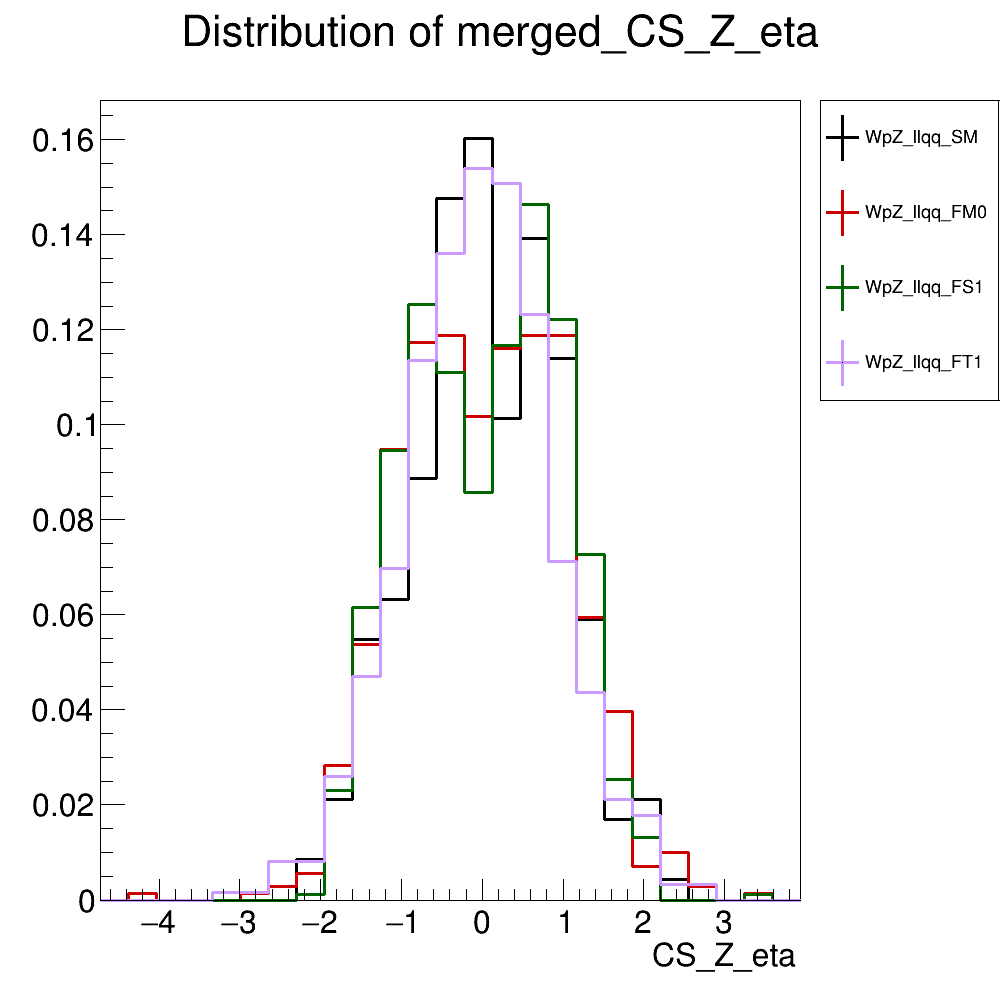 Distribution of merged_CS_Z_eta
0.16
0.14
0.12
0.1
0.08
0.06
0.04
0.02
0
−4 −3 −2 −1 0 1 2 3
CS_Z_eta
WpZ_llqq_SM
WpZ_llqq_FM0
WpZ_llqq_FS1
WpZ_llqq_FT1